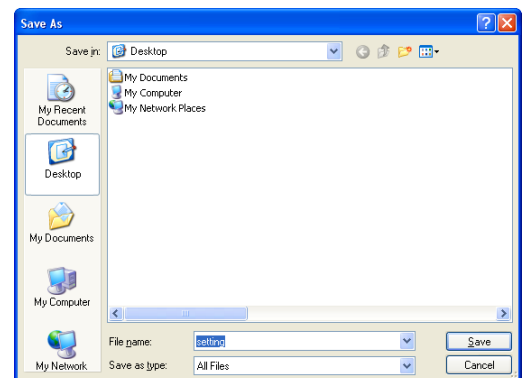 Save As
Save in:
Desktop
My Documents
My Computer
My Network Places
My Recent
Documents
Desktop
My Documents
My Computer
My Network
File name:
setting
Save
Save as type:
All Files
Cancel